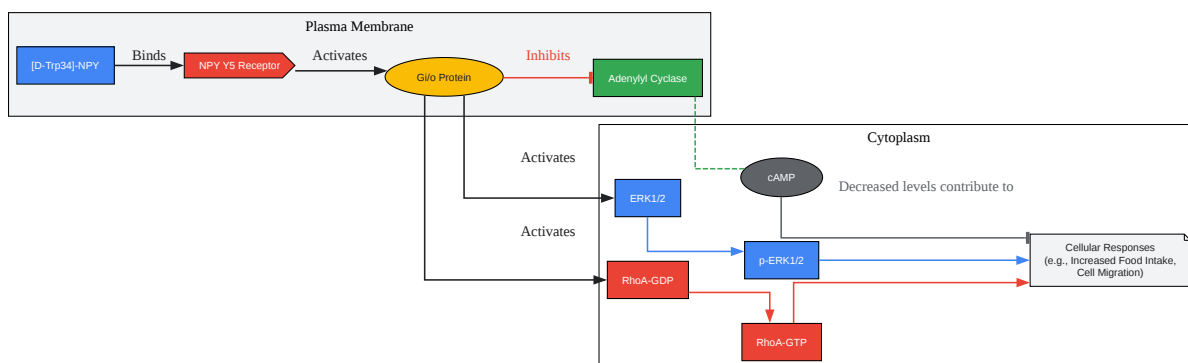 Plasma Membrane
[D-Trp34]-NPY
Binds
NPY Y5 Receptor
Activates
Gi/o Protein
Inhibits
Adenylyl Cyclase
Cytoplasm
Activates
cAMP
Decreased levels contribute to
ERK1/2
Activates
p-ERK1/2
Cellular Responses
(e.g., Increased Food Intake,
Cell Migration)
RhoA-GDP
RhoA-GTP